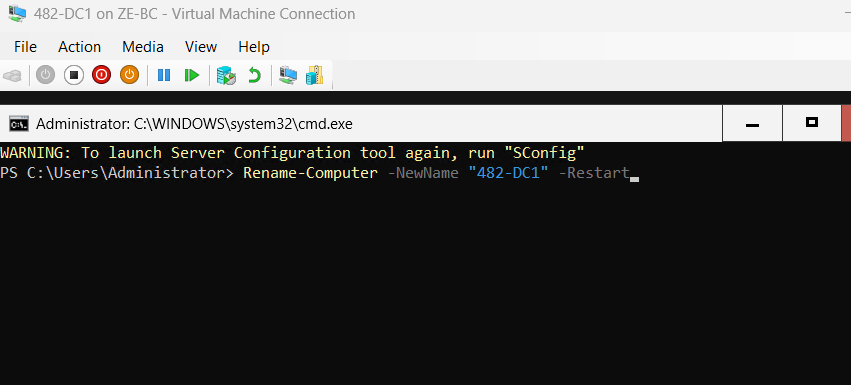 482-DC1 on ZE-BC - Virtual Machine Connection
File Action Media View Help
Administrator: C:\WINDOWS\system32\cmd.exe
WARNING: To launch Server Configuration tool again, run "SConfig"
PS C:\Users\Administrator> Rename-Computer -NewName "482-DC1" -Restart